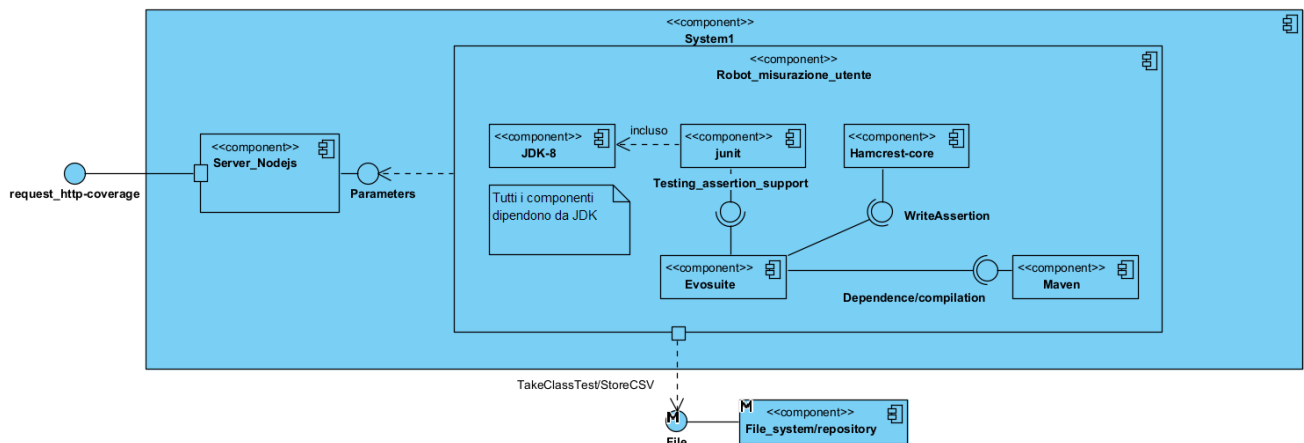 <<component>>
System1
<<component>>
Robot_misurazione_utente
<<component>>
JDK-8
incluso
<<component>>
junit
<<component>>
Hamcrest-core
<<component>>
Server_Nodejs
request_http-coverage
Parameters
Tutti i componenti
dipendono da JDK
Testing_assertion_support
WriteAssertion
<<component>>
Evosuite
Dependence/compilation
<<component>>
Maven
TakeClassTest/StoreCSV
M
File
M
<<component>>
File_system/repository